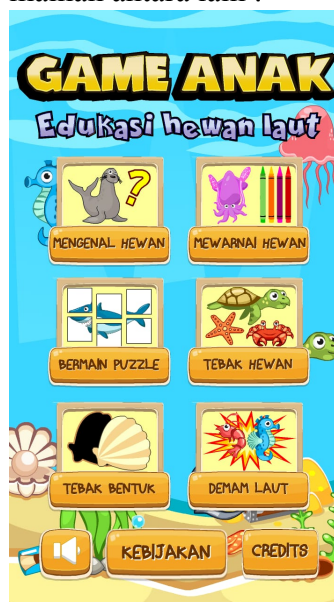 GAME ANAK
Edukasi hewan laut
?
MENGENAL HEWAN
MEWARNAI HEWAN
BERMAIN PUZZLE
TEBAK HEWAN
TEBAK BENTUK
DEMAM LAUT
KEBIJAKAN
CREDITS